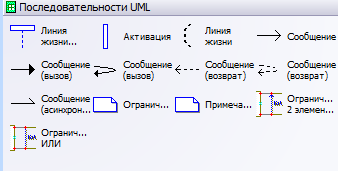 Последовательности UML
Линия жизни...
Активация
Линия жизни
Сообщение
Сообщение (вызов)
Сообщение (вызов)
Сообщение (возврат)
Сообщение (возврат)
Сообщение (асинхрон...
Огранич...
Примеча...
Огранич... 2 элемен...
Огранич... ИЛИ